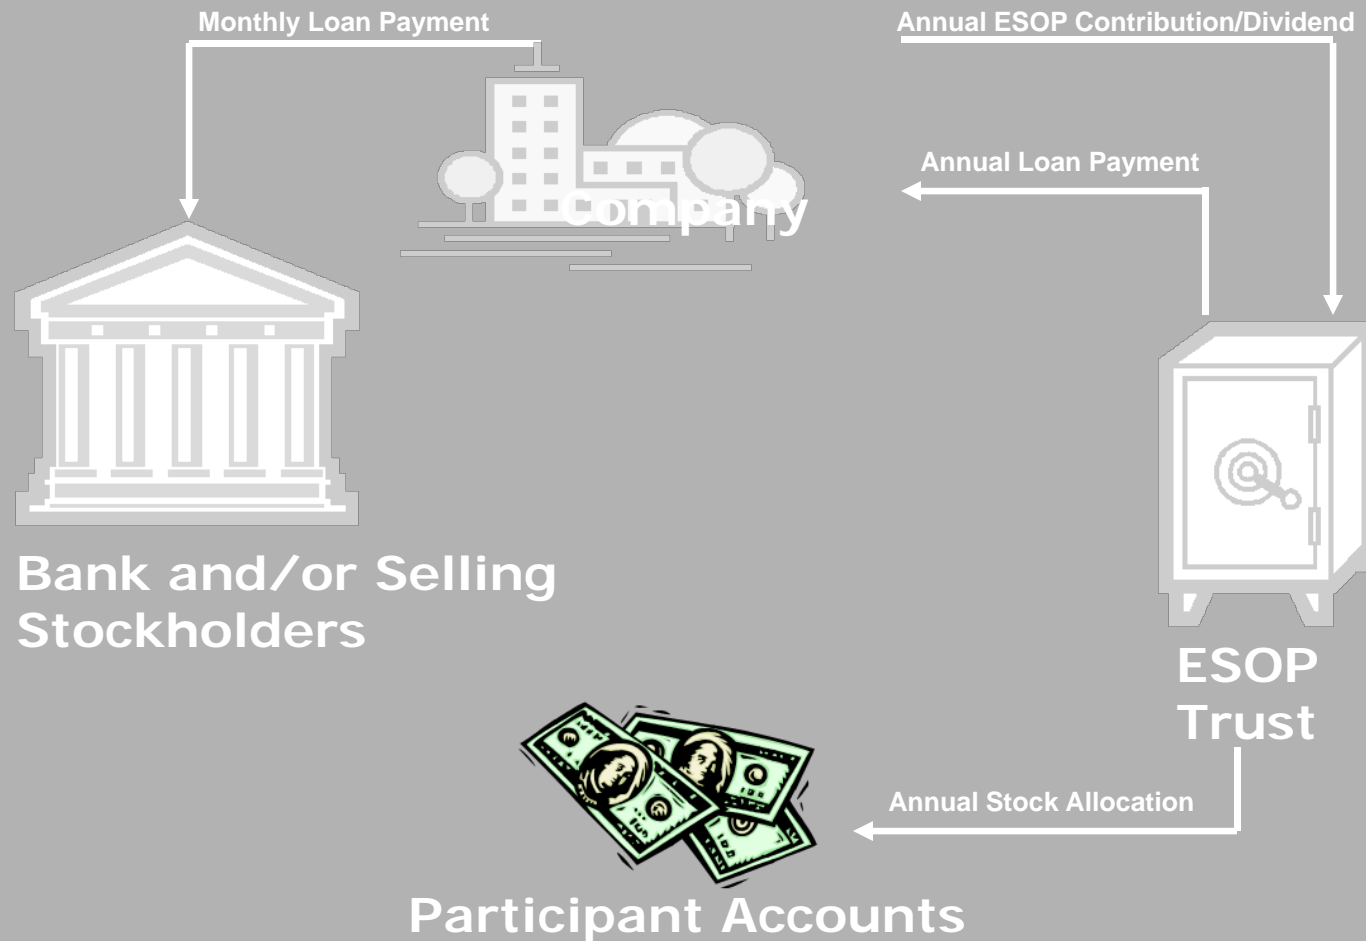 Monthly Loan Payment
Annual ESOP Contribution/Dividend
Annual Loan Payment
Company
Bank and/or Selling
Stockholders
ESOP
Trust
Annual Stock Allocation
Participant Accounts